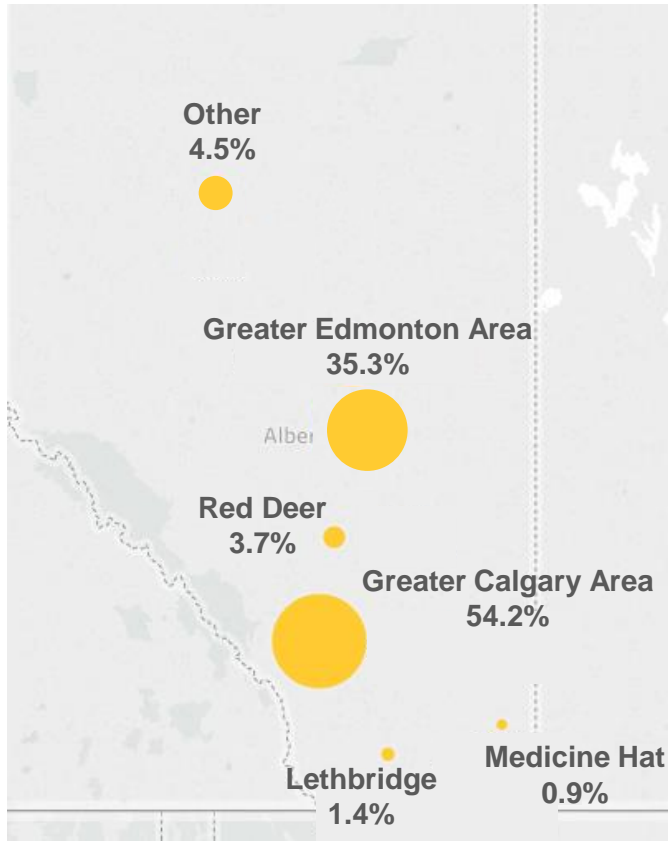 Other
4.5%
Greater Edmonton Area
35.3%
Alber
Red Deer
3.7%
Greater Calgary Area
54.2%
Medicine Hat
0.9%
Lethbridge
1.4%